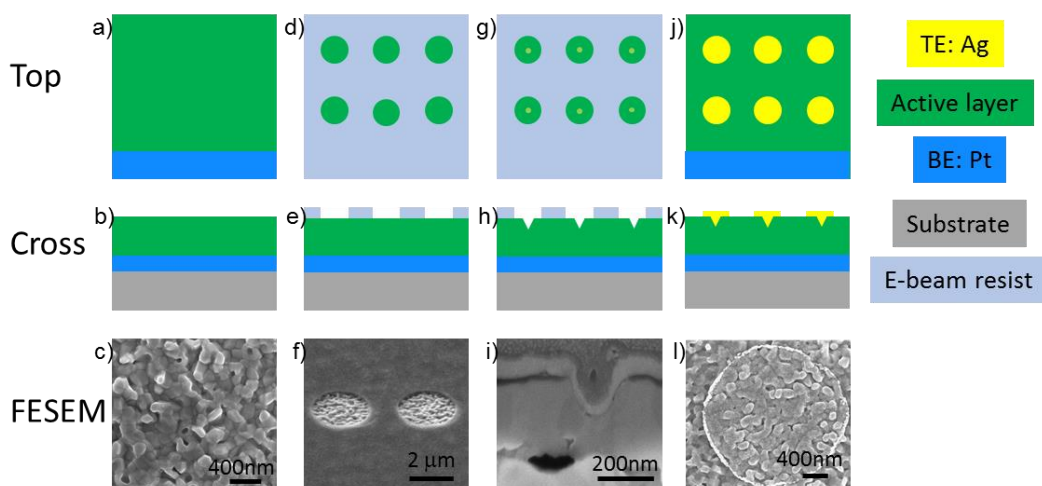 a)
d)
g)
j)
Top
TE: Ag
Active layer
BE: Pt
b)
e)
h)
k)
Cross
Substrate
E-beam resist
c)
f)
i)
l)
FESEM
400nm
2 μm
200nm
400nm